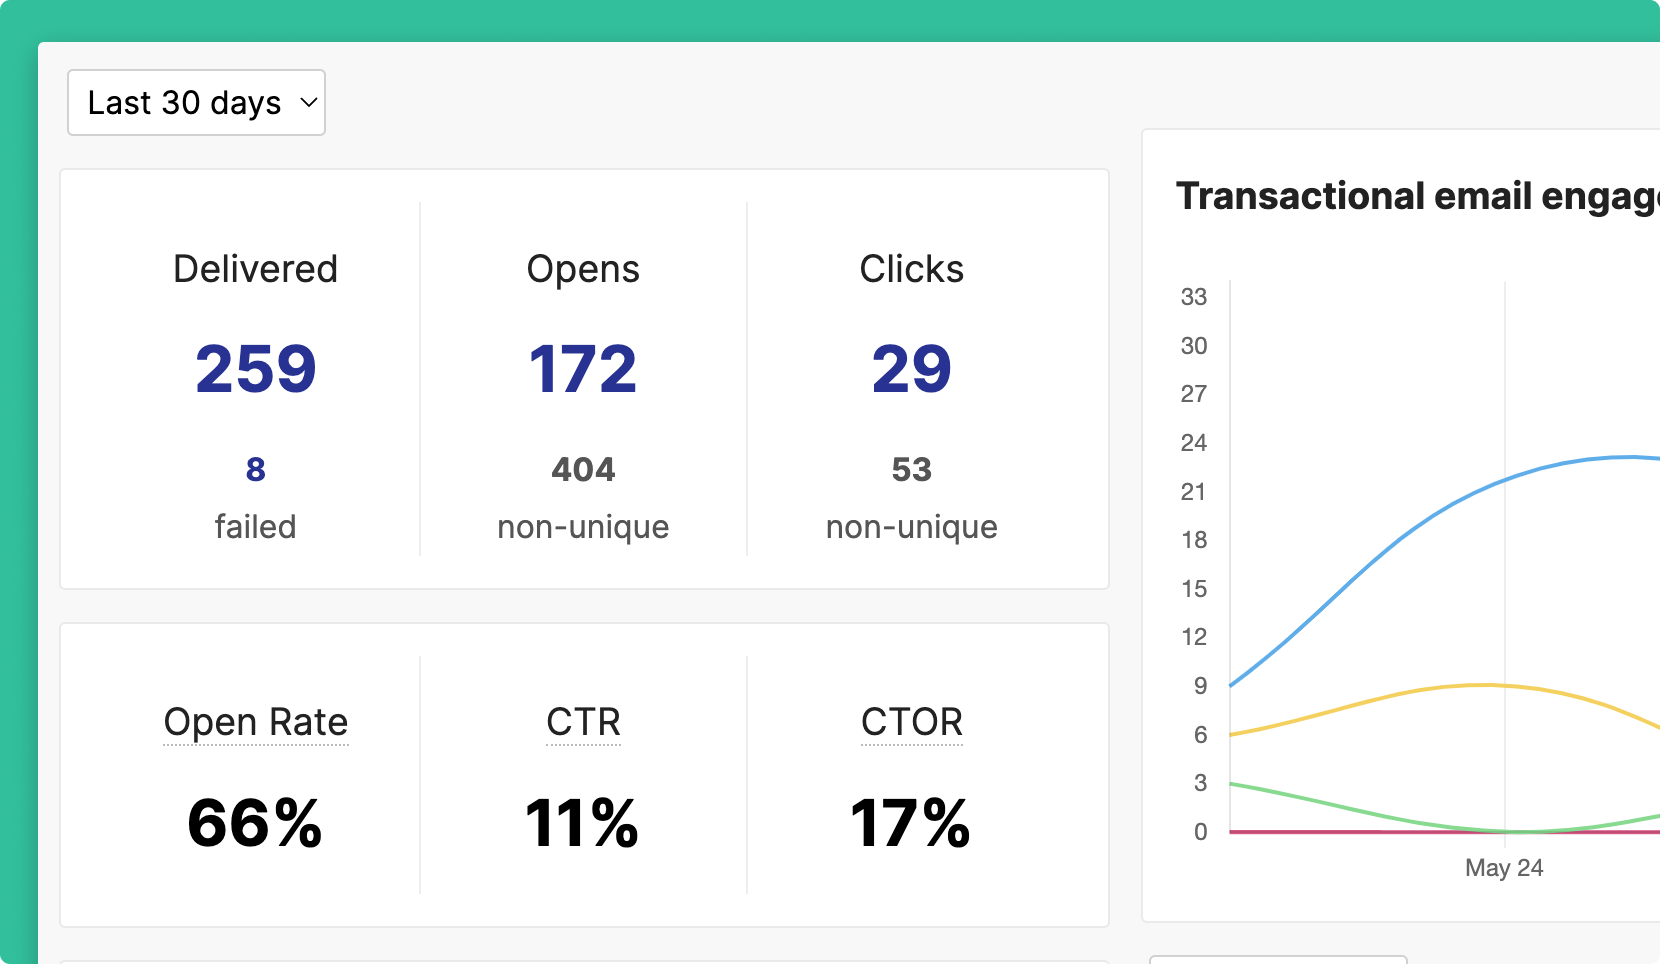 Last 30 days
Delivered
259
8
failed
Opens
172
404
non-unique
Clicks
29
53
non-unique
Open Rate
66%
CTR
11%
CTOR
17%
Transactional email engag
33
30
27
24
21
18
15
12
9
6
3
0
May 24